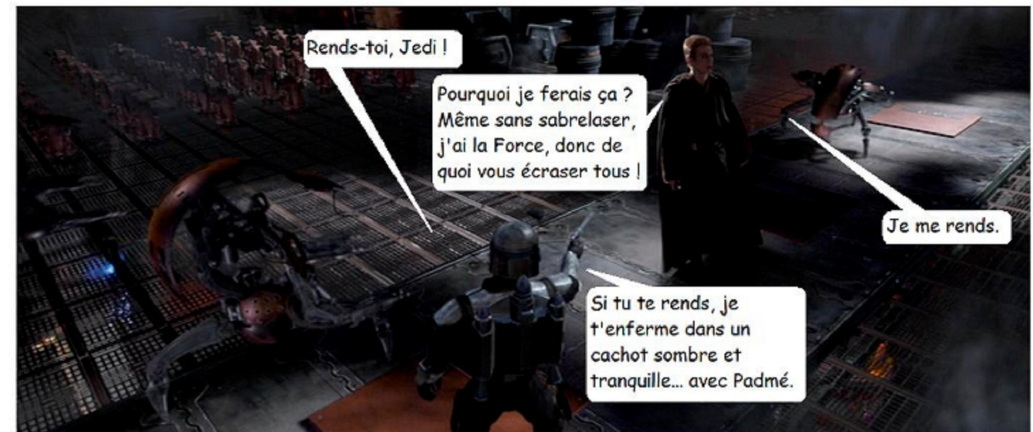 Rends-toi, Jedi !
Pourquoi je ferais ça ?
Même sans sabrelaser,
j'ai la Force, donc de
quoi vous écraser tous !
Si tu te rends, je
t'enferme dans un
cachot sombre et
tranquille... avec Padmé.
Je me rends.